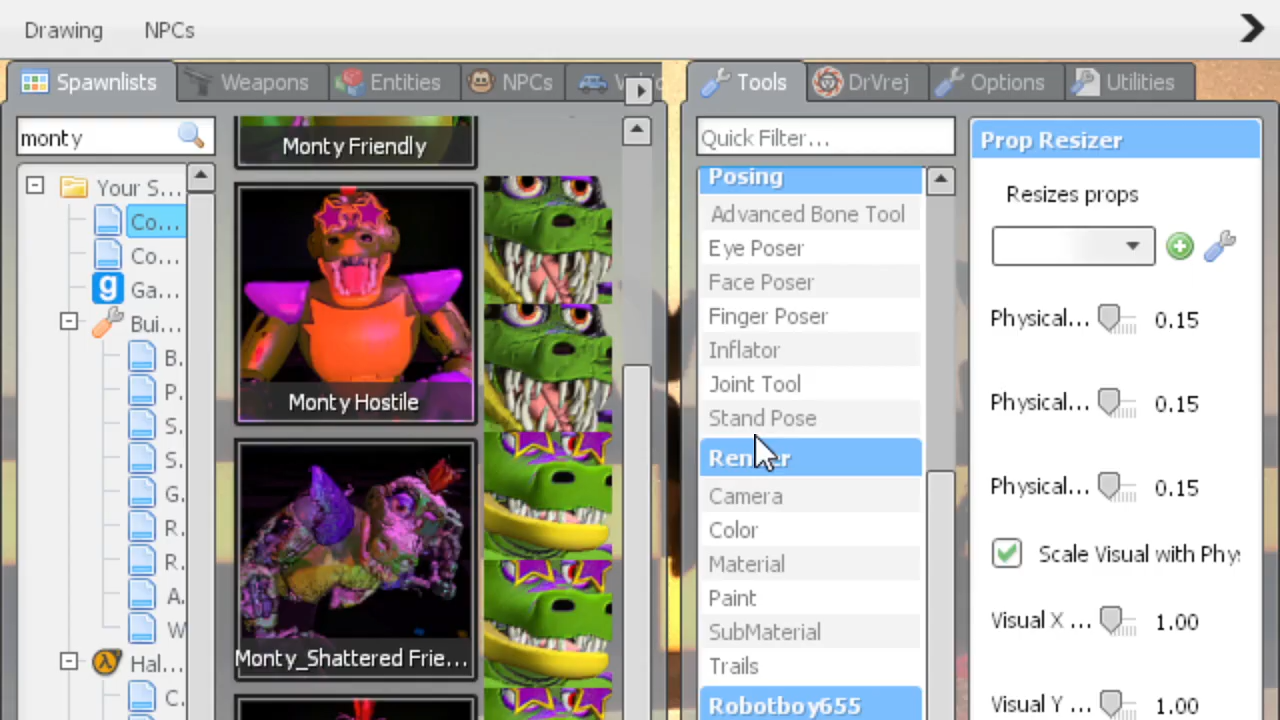 Drawing NPCs
Spawnlists Weapons Entities NPCs
Tools DrVrej Options Utilities
monty
Your S...
Co...
Co...
Ga...
Bui...
B.
P.
S.
S.
G.
R.
R.
A.
W
Hal...
C.
Monty Friendly
Monty Hostile
Monty_Shattered Frie...
Quick Filter...
Posing
Advanced Bone Tool
Eye Poser
Face Poser
Finger Poser
Inflator
Joint Tool
Stand Pose
Render
Camera
Color
Material
Paint
SubMaterial
Trails
Robotboy655
Prop Resizer
Resizes props
Physical... 0.15
Physical... 0.15
Physical... 0.15
Scale Visual with Phys
Visual X ... 1.00
Visual Y ... 1.00